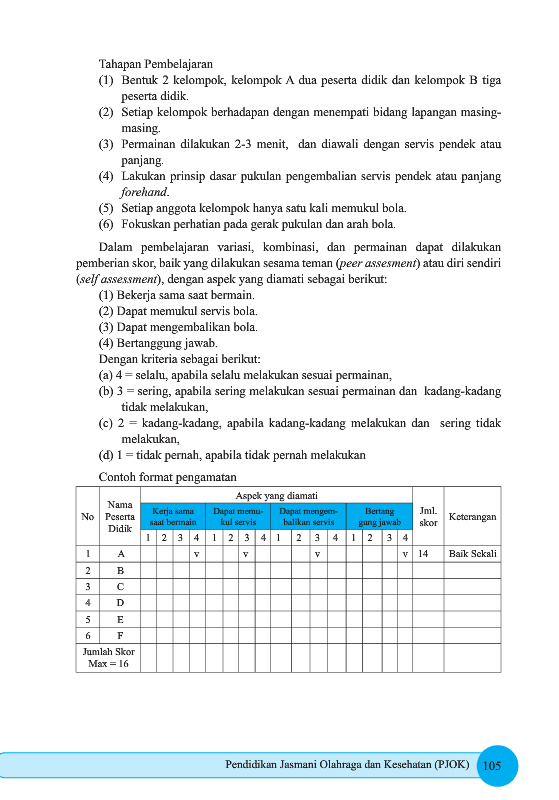 Tahapan Pembelajaran
(1) Bentuk 2 kelompok, kelompok A dua peserta didik dan kelompok B tiga
peserta didik.
(2) Setiap kelompok berhadapan dengan menempati bidang lapangan masing-
masing.
(3) Permainan dilakukan 2-3 menit, dan diawali dengan servis pendek atau
panjang.
(4) Lakukan prinsip dasar pukulan pengembalian servis pendek atau panjang
forehand.
(5) Setiap anggota kelompok hanya satu kali memukul bola.
(6) Fokuskan perhatian pada gerak pukulan dan arah bola.
Dalam pembelajaran variasi, kombinasi, dan permainan dapat dilakukan
pemberian skor, baik yang dilakukan sesama teman (peer assesment) atau diri sendiri
(self assessment), dengan aspek yang diamati sebagai berikut:
(1) Bekerja sama saat bermain.
(2) Dapat memukul servis bola.
(3) Dapat mengembalikan bola.
(4) Bertanggung jawab.
Dengan kriteria sebagai berikut:
(a) 4 = selalu, apabila selalu melakukan sesuai permainan,
(b) 3 = sering, apabila sering melakukan sesuai permainan dan kadang-kadang
tidak melakukan,
(c) 2 = kadang-kadang, apabila kadang-kadang melakukan dan sering tidak
melakukan,
(d) 1 = tidak pernah, apabila tidak pernah melakukan
Contoh format pengamatan
No Nama Peserta Didik Aspek yang diamati Jml. skor Keterangan
Kerja sama saat bermain Dapat memu-kul servis Dapat mengem-balikan servis Bertang gung jawab
1 2 3 4 1 2 3 4 1 2 3 4 1 2 3 4
1 A v v v v 14 Baik Sekali
2 B
3 C
4 D
5 E
6 F
Jumlah Skor
Max = 16
Pendidikan Jasmani Olahraga dan Kesehatan (PJOK) 105